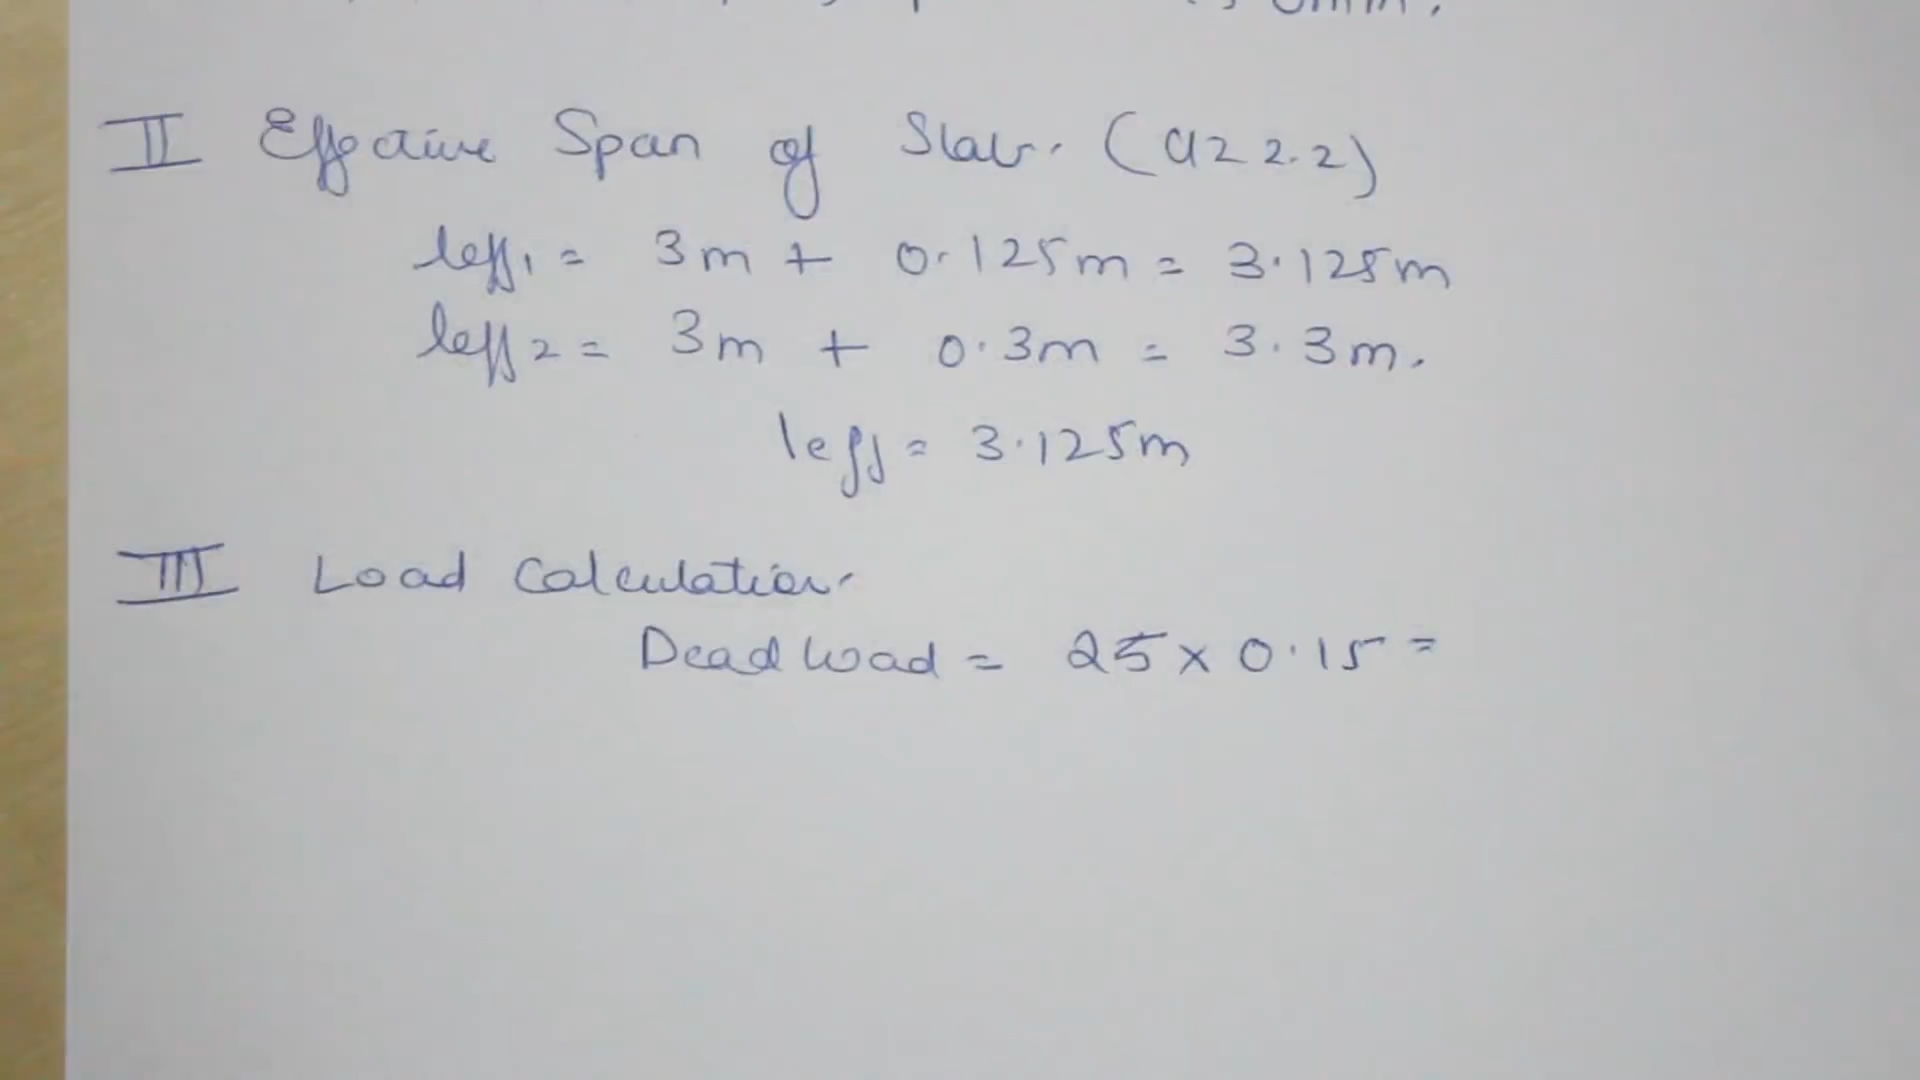 II Effective Span of Slab. (Cl 22.2)
leff1 = 3m + 0.125m = 3.125m
leff2 = 3m + 0.3m = 3.3m.
leff = 3.125m
III Load Calculation.
Dead load = 25 x 0.15 =